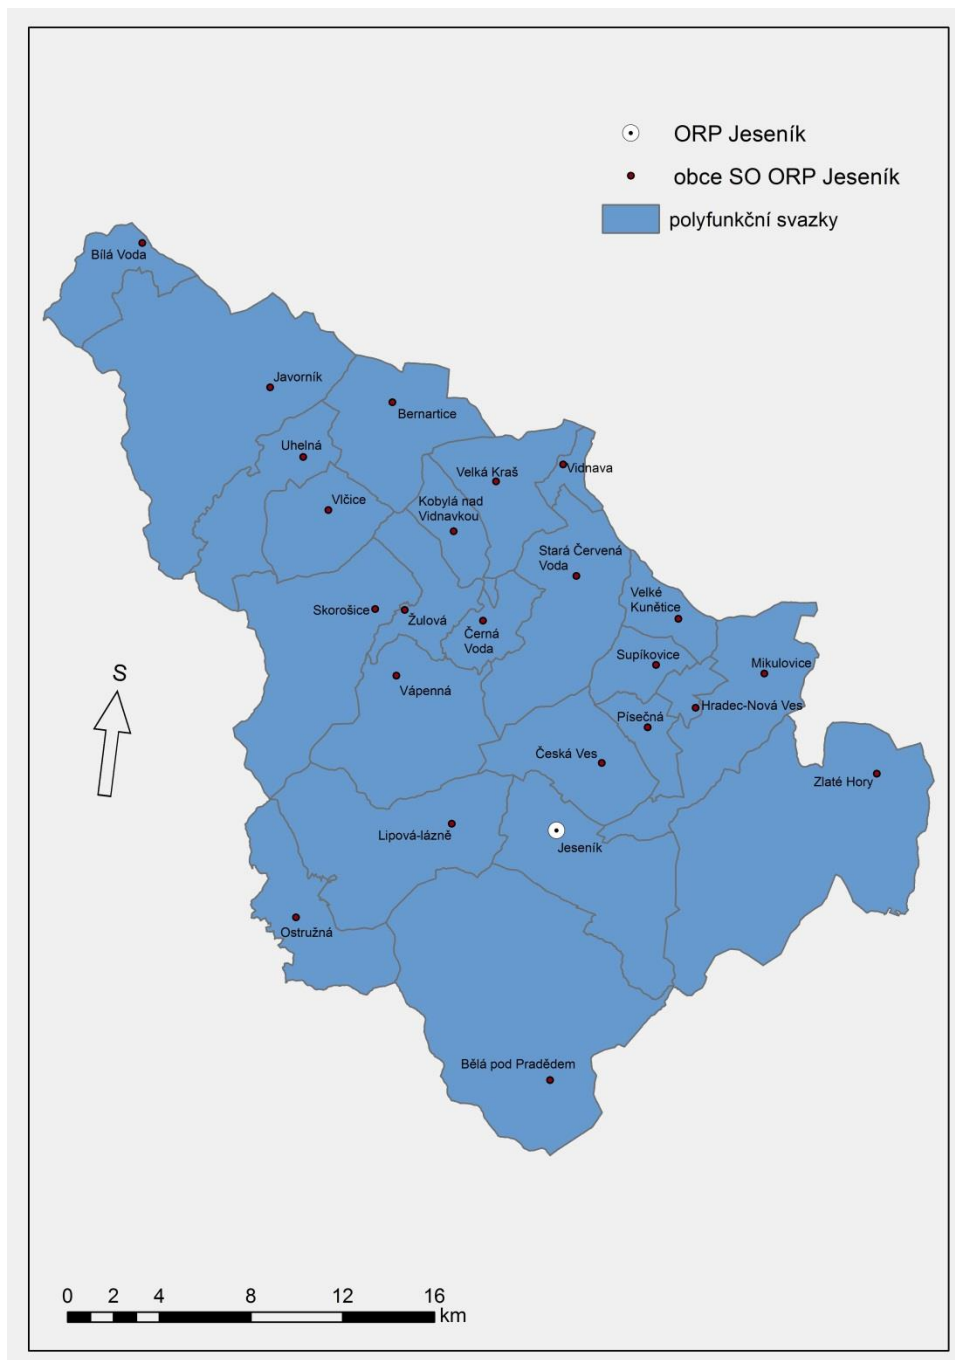 ORP Jeseník
obce SO ORP Jeseník
polyfunkční svazky
Bílá Voda
Javorník
Bernartice
Uhelná
Velká Kraš
Vidnava
Vlčice
Kobylá nad
Vidnavkou
Stará Červená
Voda
Velké
Kunětice
Skorošice
Žulová
Černá
Voda
Supíkovice
Mikulovice
S
Vápenná
Hradec-Nová Ves
Písečná
Česká Ves
Zlaté Hory
Lipová-lázně
Jeseník
Ostružná
Bělá pod Pradědem
0 2 4 8 12 16
km